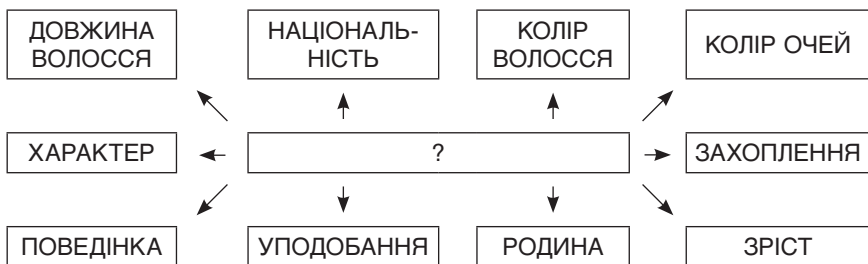 ДОВЖИНА
ВОЛОССЯ
НАЦІОНАЛЬ-
НІСТЬ
КОЛІР
ВОЛОССЯ
КОЛІР ОЧЕЙ
ХАРАКТЕР
?
ЗАХОПЛЕННЯ
ПОВЕДІНКА
УПОДОБАННЯ
РОДИНА
ЗРІСТ